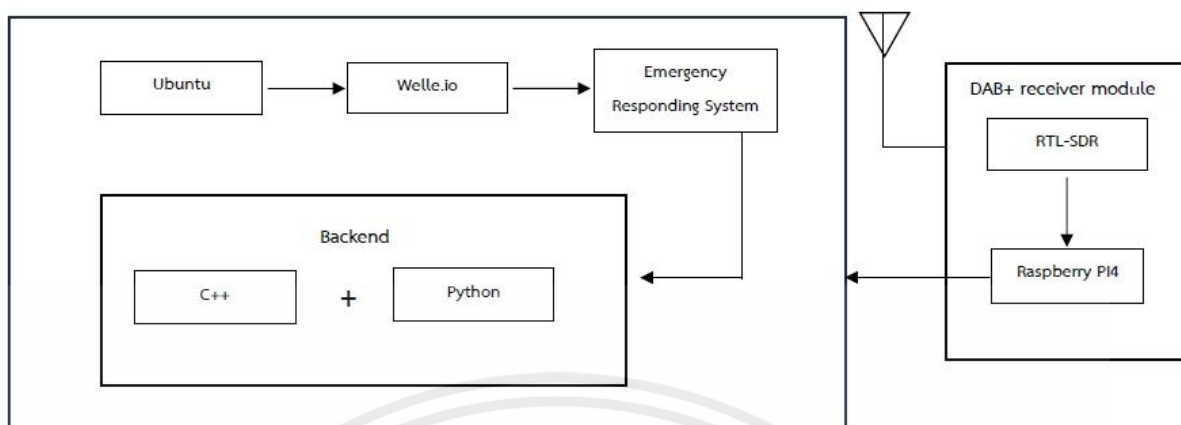 Ubuntu
Welle.io
Emergency
Responding System
Backend
C++
+
Python
DAB+ receiver module
RTL-SDR
Raspberry PI4